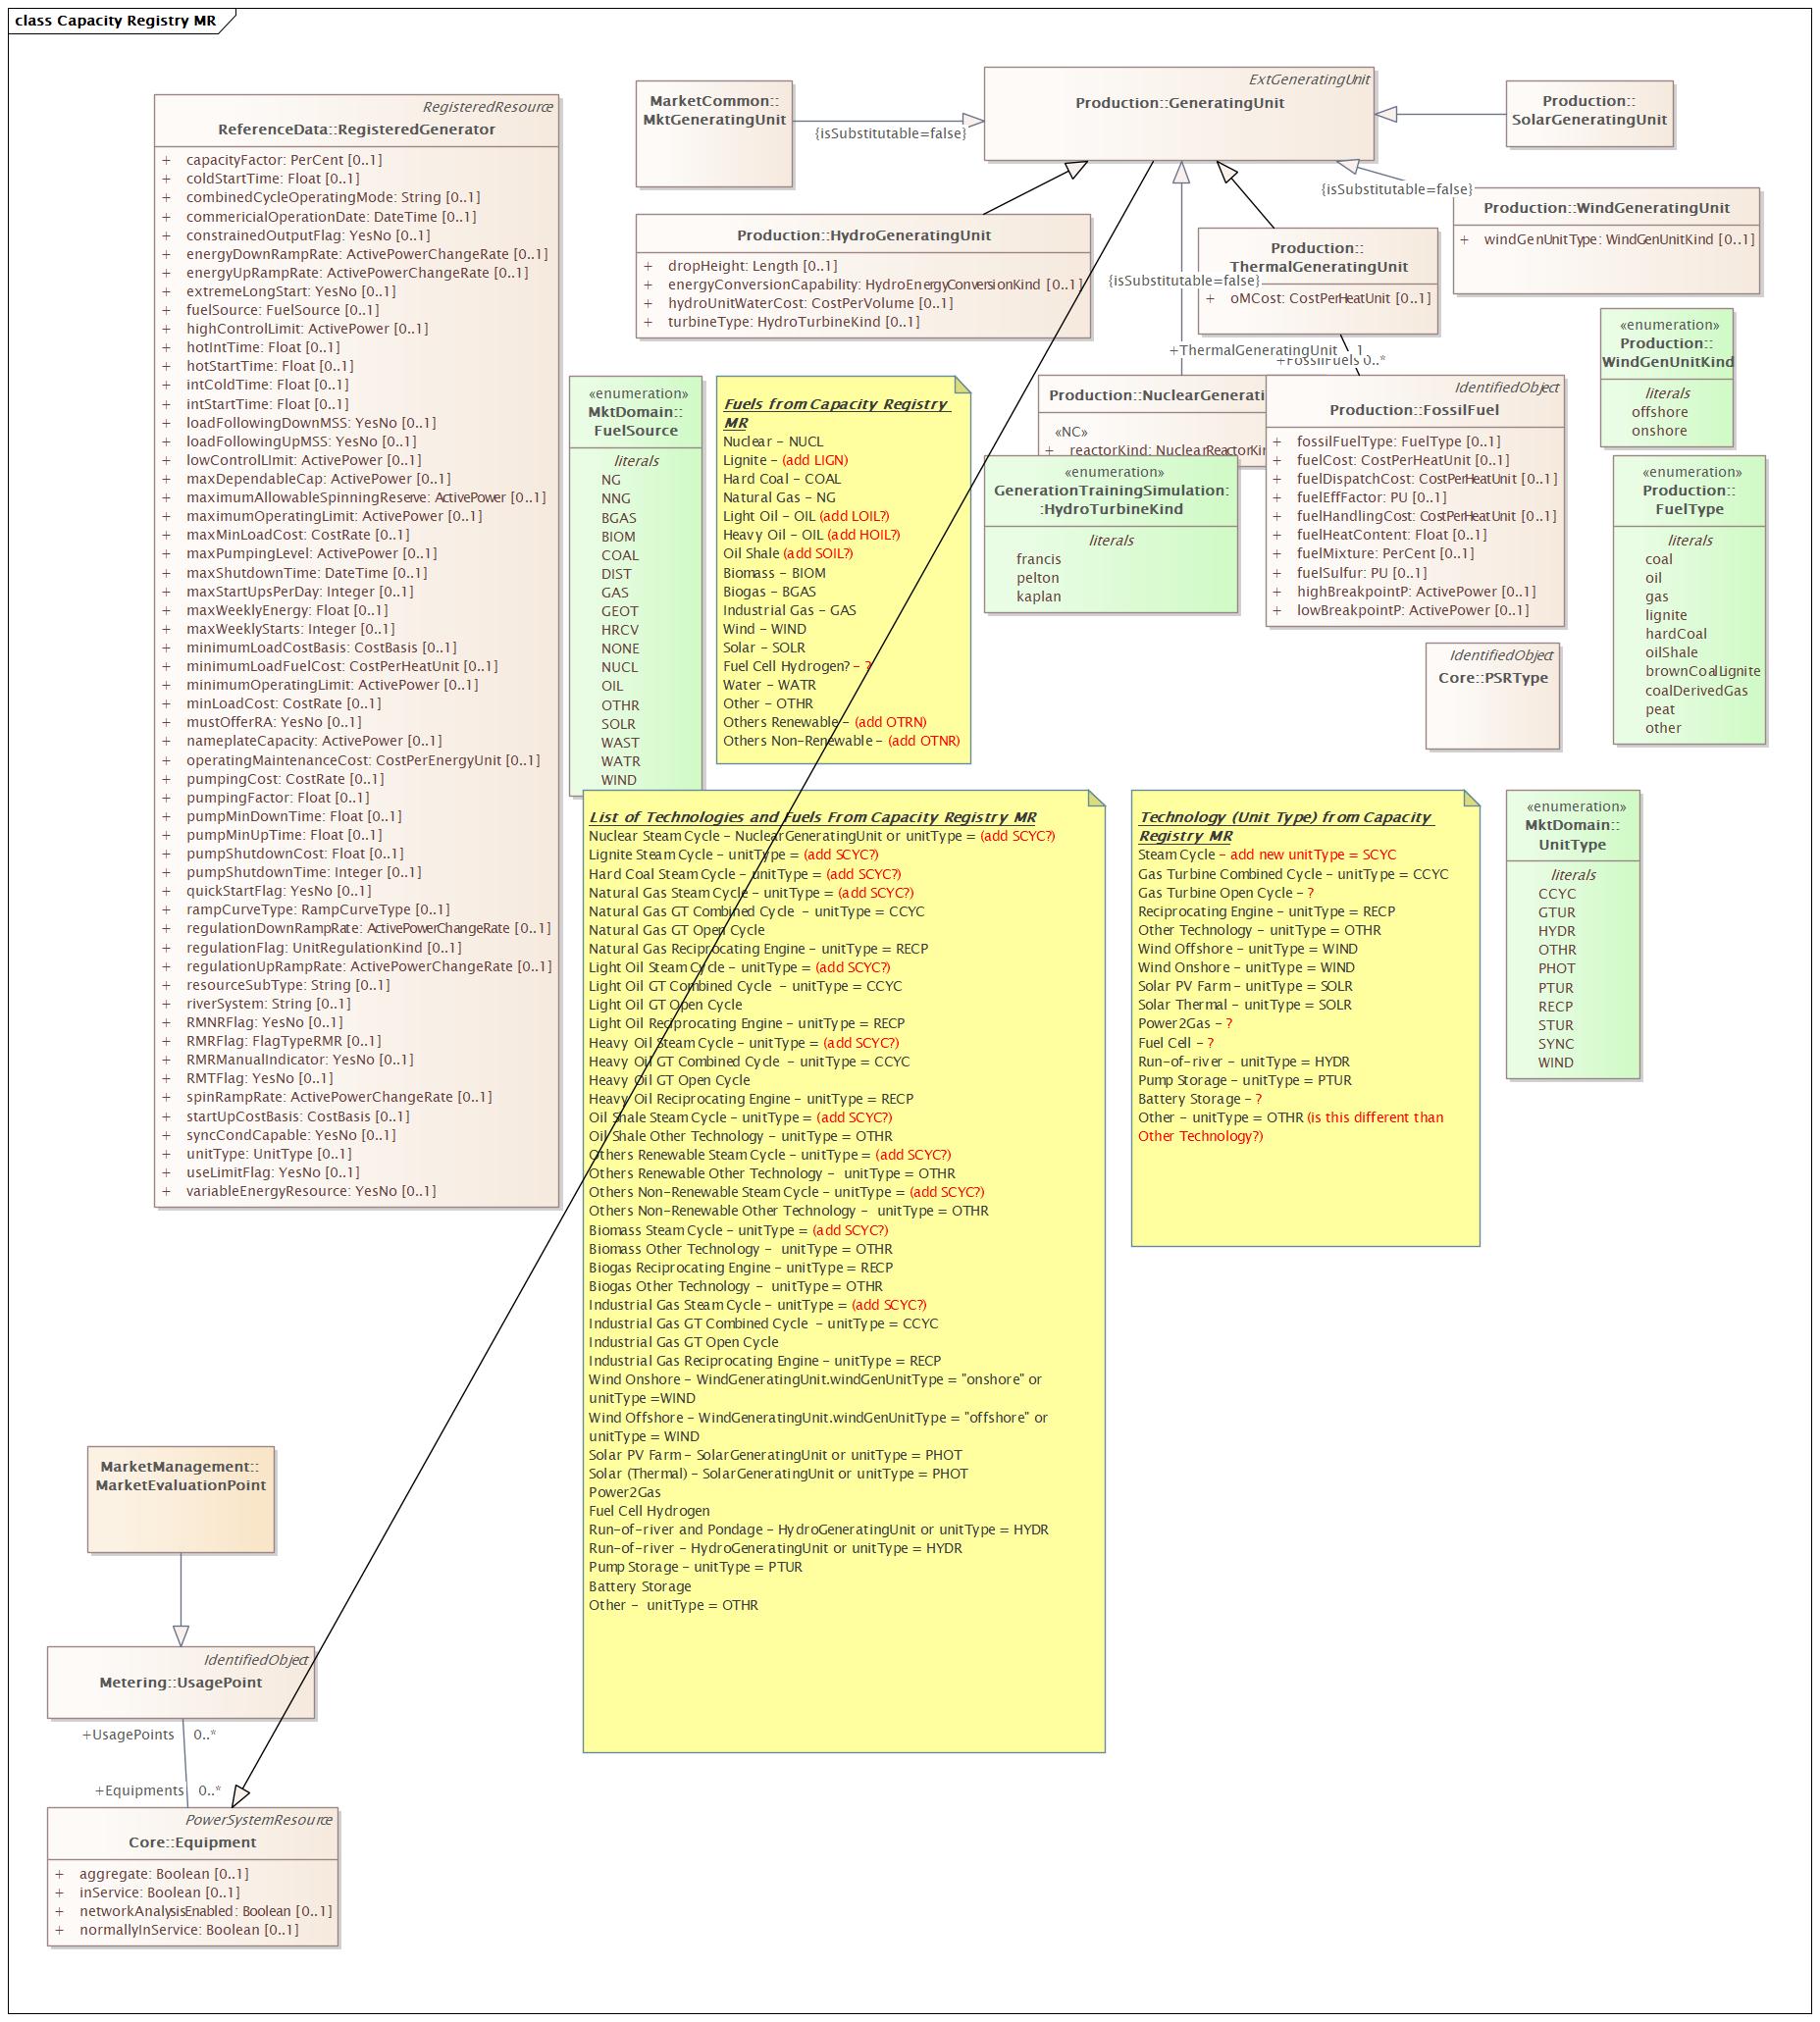 class Capacity Registry MR
RegisteredResource
ReferenceData::RegisteredGenerator
+ capacityFactor: PerCent [0..1]
+ coldStartTime: Float [0..1]
+ combinedCycleOperatingMode: String [0..1]
+ commericialOperationDate: DateTime [0..1]
+ constrainedOutputFlag: YesNo [0..1]
+ energyDownRampRate: ActivePowerChangeRate [0..1]
+ energyUpRampRate: ActivePowerChangeRate [0..1]
+ extremeLongStart: YesNo [0..1]
+ fuelSource: FuelSource [0..1]
+ highControlLimit: ActivePower [0..1]
+ hotIntTime: Float [0..1]
+ hotStartTime: Float [0..1]
+ intColdTime: Float [0..1]
+ intStartTime: Float [0..1]
+ loadFollowingDownMSS: YesNo [0..1]
+ loadFollowingUpMSS: YesNo [0..1]
+ lowControlLImit: ActivePower [0..1]
+ maxDependableCap: ActivePower [0..1]
+ maximumAllowableSpinningReserve: ActivePower [0..1]
+ maximumOperatingLimit: ActivePower [0..1]
+ maxMinLoadCost: CostRate [0..1]
+ maxPumpingLevel: ActivePower [0..1]
+ maxShutdownTime: DateTime [0..1]
+ maxStartUpsPerDay: Integer [0..1]
+ maxWeeklyEnergy: Float [0..1]
+ maxWeeklyStarts: Integer [0..1]
+ minimumLoadCostBasis: CostBasis [0..1]
+ minimumLoadFuelCost: CostPerHeatUnit [0..1]
+ minimumOperatingLimit: ActivePower [0..1]
+ minLoadCost: CostRate [0..1]
+ mustOfferRA: YesNo [0..1]
+ nameplateCapacity: ActivePower [0..1]
+ operatingMaintenanceCost: CostPerEnergyUnit [0..1]
+ pumpingCost: CostRate [0..1]
+ pumpingFactor: Float [0..1]
+ pumpMinDownTime: Float [0..1]
+ pumpMinUpTime: Float [0..1]
+ pumpShutdownCost: Float [0..1]
+ pumpShutdownTime: Integer [0..1]
+ quickStartFlag: YesNo [0..1]
+ rampCurveType: RampCurveType [0..1]
+ regulationDownRampRate: ActivePowerChangeRate [0..1]
+ regulationFlag: UnitRegulationKind [0..1]
+ regulationUpRampRate: ActivePowerChangeRate [0..1]
+ resourceSubType: String [0..1]
+ riverSystem: String [0..1]
+ RMNRFlag: YesNo [0..1]
+ RMRFlag: FlagTypeRMR [0..1]
+ RMRManualIndicator: YesNo [0..1]
+ RMTFlag: YesNo [0..1]
+ spinRampRate: ActivePowerChangeRate [0..1]
+ startUpCostBasis: CostBasis [0..1]
+ syncCondCapable: YesNo [0..1]
+ unitType: UnitType [0..1]
+ useLimitFlag: YesNo [0..1]
+ variableEnergyResource: YesNo [0..1]
MarketCommon::
MktGeneratingUnit
{isSubstitutable=false}
ExtGeneratingUnit
Production::GeneratingUnit
Production::
SolarGeneratingUnit
{isSubstitutable=false}
Production::WindGeneratingUnit
+ windGenUnitType: WindGenUnitKind [0..1]
Production::HydroGeneratingUnit
+ dropHeight: Length [0..1]
+ energyConversionCapability: HydroEnergyConversionKind [0..1]
+ hydroUnitWaterCost: CostPerVolume [0..1]
+ turbineType: HydroTurbineKind [0..1]
{isSubstitutable=false}
Production::
ThermalGeneratingUnit
+ oMCost: CostPerHeatUnit [0..1]
+ThermalGeneratingUnit 1
+FossilFuels 0..*
«enumeration»
Production::
WindGenUnitKind
literals
offshore
onshore
«enumeration»
MktDomain::
FuelSource
literals
NG
NNG
BGAS
BIOM
COAL
DIST
GAS
GEOT
HRCV
NONE
NUCL
OIL
OTHR
SOLR
WAST
WATR
WIND
Fuels from Capacity Registry
MR
Nuclear - NUCL
Lignite - (add LIGN)
Hard Coal - COAL
Natural Gas - NG
Light Oil - OIL (add LOIL?)
Heavy Oil - OIL (add HOIL?)
Oil Shale (add SOIL?)
Biomass - BIOM
Biogas - BGAS
Industrial Gas - GAS
Wind - WIND
Solar - SOLR
Fuel Cell Hydrogen? - ?
Water - WATR
Other - OTHR
Others Renewable - (add OTRN)
Others Non-Renewable - (add OTNR)
Production::NuclearGenerati
«NC»
+ reactorKind: NuclearReactorKin
«enumeration»
GenerationTrainingSimulation:
:HydroTurbineKind
literals
francis
pelton
kaplan
IdentifiedObject
Production::FossilFuel
+ fossilFuelType: FuelType [0..1]
+ fuelCost: CostPerHeatUnit [0..1]
+ fuelDispatchCost: CostPerHeatUnit [0..1]
+ fuelEffFactor: PU [0..1]
+ fuelHandlingCost: CostPerHeatUnit [0..1]
+ fuelHeatContent: Float [0..1]
+ fuelMixture: PerCent [0..1]
+ fuelSulfur: PU [0..1]
+ highBreakpointP: ActivePower [0..1]
+ lowBreakpointP: ActivePower [0..1]
«enumeration»
Production::
FuelType
literals
coal
oil
gas
lignite
hardCoal
oilShale
brownCoalLignite
coalDerivedGas
peat
other
IdentifiedObject
Core::PSRType
List of Technologies and Fuels From Capacity Registry MR
Nuclear Steam Cycle - NuclearGeneratingUnit or unitType = (add SCYC?)
Lignite Steam Cycle - unitType = (add SCYC?)
Hard Coal Steam Cycle - unitType = (add SCYC?)
Natural Gas Steam Cycle - unitType = (add SCYC?)
Natural Gas GT Combined Cycle - unitType = CCYC
Natural Gas GT Open Cycle
Natural Gas Reciprocating Engine - unitType = RECP
Light Oil Steam Cycle - unitType = (add SCYC?)
Light Oil GT Combined Cycle - unitType = CCYC
Light Oil GT Open Cycle
Light Oil Reciprocating Engine - unitType = RECP
Heavy Oil Steam Cycle - unitType = (add SCYC?)
Heavy Oil GT Combined Cycle - unitType = CCYC
Heavy Oil GT Open Cycle
Heavy Oil Reciprocating Engine - unitType = RECP
Oil Shale Steam Cycle - unitType = (add SCYC?)
Oil Shale Other Technology - unitType = OTHR
Others Renewable Steam Cycle - unitType = (add SCYC?)
Others Renewable Other Technology - unitType = OTHR
Others Non-Renewable Steam Cycle - unitType = (add SCYC?)
Others Non-Renewable Other Technology - unitType = OTHR
Biomass Steam Cycle - unitType = (add SCYC?)
Biomass Other Technology - unitType = OTHR
Biogas Reciprocating Engine - unitType = RECP
Biogas Other Technology - unitType = OTHR
Industrial Gas Steam Cycle - unitType = (add SCYC?)
Industrial Gas GT Combined Cycle - unitType = CCYC
Industrial Gas GT Open Cycle
Industrial Gas Reciprocating Engine - unitType = RECP
Wind Onshore - WindGeneratingUnit.windGenUnitType = "onshore" or
unitType =WIND
Wind Offshore - WindGeneratingUnit.windGenUnitType = "offshore" or
unitType = WIND
Solar PV Farm - SolarGeneratingUnit or unitType = PHOT
Solar (Thermal) - SolarGeneratingUnit or unitType = PHOT
Power2Gas
Fuel Cell Hydrogen
Run-of-river and Pondage - HydroGeneratingUnit or unitType = HYDR
Run-of-river - HydroGeneratingUnit or unitType = HYDR
Pump Storage - unitType = PTUR
Battery Storage
Other - unitType = OTHR
Technology (Unit Type) from Capacity
Registry MR
Steam Cycle - add new unitType = SCYC
Gas Turbine Combined Cycle - unitType = CCYC
Gas Turbine Open Cycle - ?
Reciprocating Engine - unitType = RECP
Other Technology - unitType = OTHR
Wind Offshore - unitType = WIND
Wind Onshore - unitType = WIND
Solar PV Farm - unitType = SOLR
Solar Thermal - unitType = SOLR
Power2Gas - ?
Fuel Cell - ?
Run-of-river - unitType = HYDR
Pump Storage - unitType = PTUR
Battery Storage - ?
Other - unitType = OTHR (is this different than
Other Technology?)
«enumeration»
MktDomain::
UnitType
literals
CCYC
GTUR
HYDR
OTHR
PHOT
PTUR
RECP
STUR
SYNC
WIND
MarketManagement::
MarketEvaluationPoint
IdentifiedObject
Metering::UsagePoint
+UsagePoints 0..*
+Equipments 0..*
PowerSystemResource
Core::Equipment
+ aggregate: Boolean [0..1]
+ inService: Boolean [0..1]
+ networkAnalysisEnabled: Boolean [0..1]
+ normallyInService: Boolean [0..1]